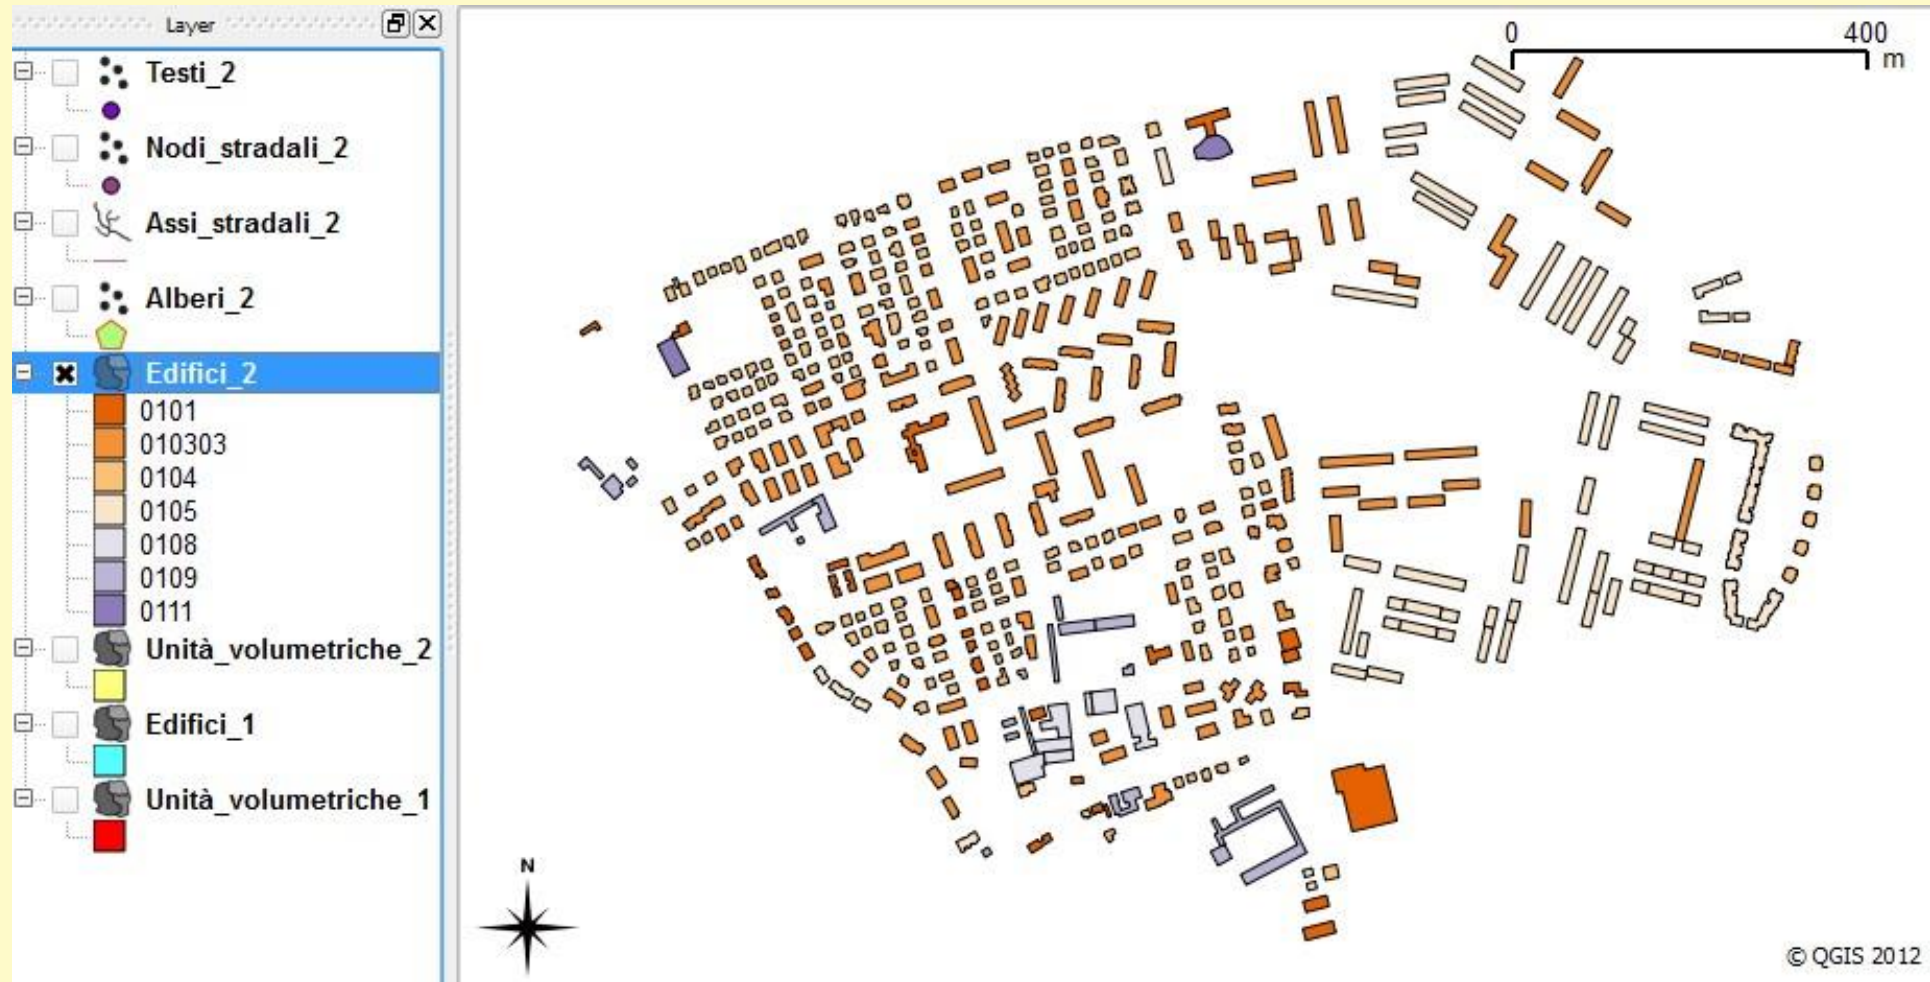 Layer
Testi_2
Nodi_stradali_2
Assi_stradali_2
Alberi_2
Edifici_2
0101
010303
0104
0105
0108
0109
0111
Unità_volumetriche_2
Edifici_1
Unità_volumetriche_1
0 400
m
N
© QGIS 2012